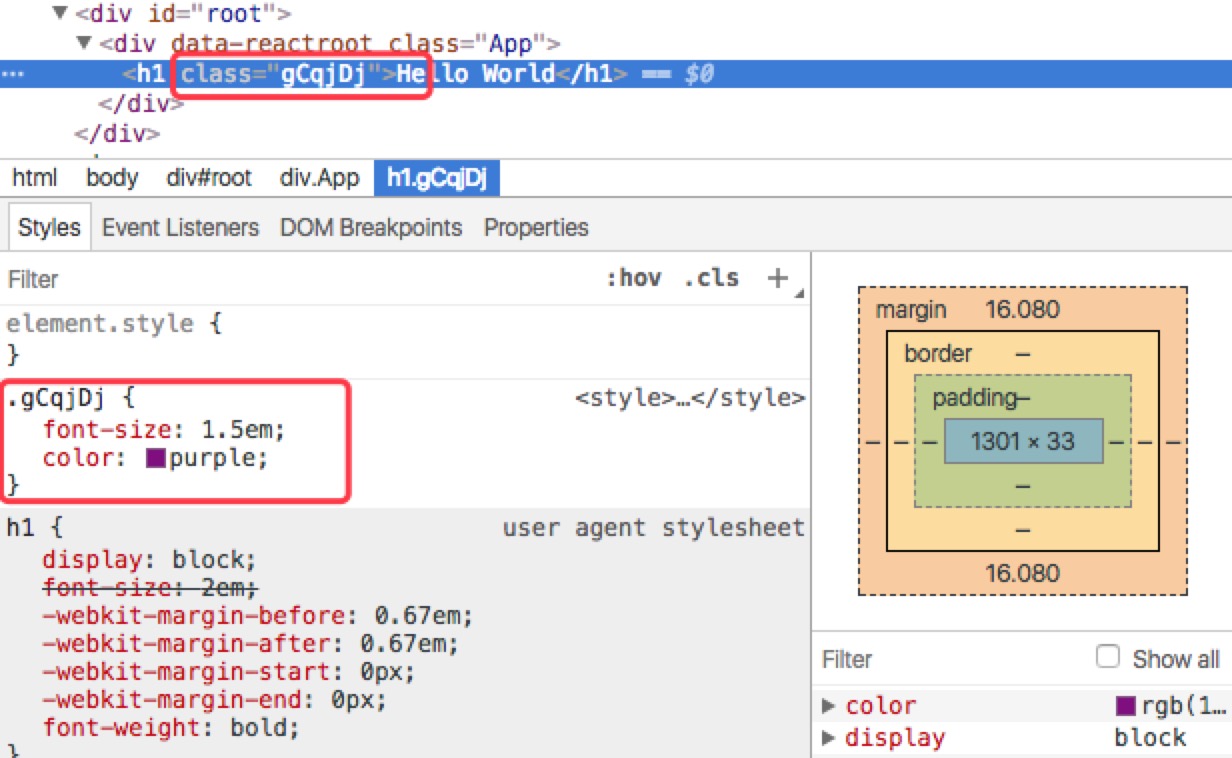 ▼<div id="root">
▼<div data-reactroot class="App">
··· <h1 class="gCqjDj">Hello World</h1> == $0
</div>
</div>
html body div#root div.App h1.gCqjDj
Styles Event Listeners DOM Breakpoints Properties
Filter :hov .cls +
element.style {
}
.gCqjDj { <style>…</style>
font-size: 1.5em;
color: purple;
}
h1 { user agent stylesheet
display: block;
font-size: 2em;
-webkit-margin-before: 0.67em;
-webkit-margin-after: 0.67em;
-webkit-margin-start: 0px;
-webkit-margin-end: 0px;
font-weight: bold;
}
margin 16.080
border –
padding–
– – – 1301 × 33 – – –
–
–
16.080
Filter Show all
▶ color rgb(1…
▶ display block